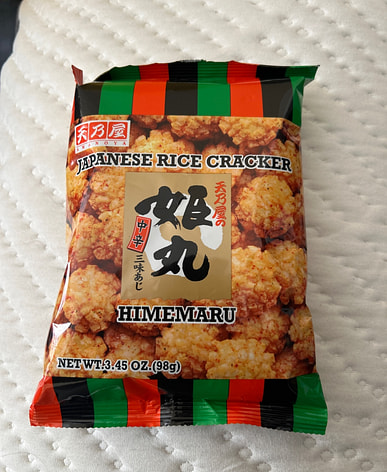 天乃屋
AMANOYA
JAPANESE RICE CRACKER
天乃屋の
姫丸
中辛
三味あじ
HIMEMARU
NET WT.3.45 OZ.(98g)